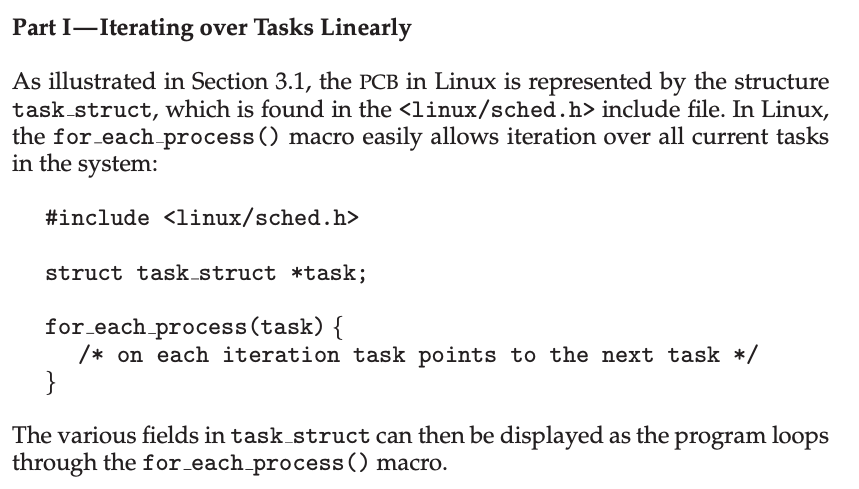 Part I—Iterating over Tasks Linearly
As illustrated in Section 3.1, the PCB in Linux is represented by the structure
task_struct, which is found in the <linux/sched.h> include file. In Linux,
the for_each_process() macro easily allows iteration over all current tasks
in the system:
#include <linux/sched.h>
struct task_struct *task;
for_each_process(task) {
/* on each iteration task points to the next task */
}
The various fields in task_struct can then be displayed as the program loops
through the for_each_process() macro.